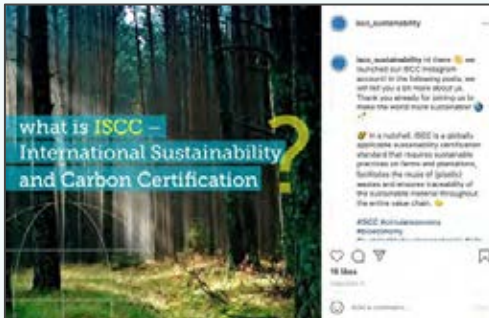 what is ISCC –
International Sustainability
and Carbon Certification
?
iscc_sustainability
iscc_sustainability Hi there 👋 we
launched our ISCC Instagram
account! In the following posts, we
will tell you a bit more about us.
Thank you already for joining us to
make the world more sustainable! 🌎
🌱 In a nutshell, ISCC is a globally
applicable sustainability certification
standard that requires sustainable
practices on farms and plantations,
facilitates the reuse of (plastic)
wastes and ensures traceability of
the sustainable material throughout
the entire value chain.
#ISCC #circulareconomy
#bioeconomy
16 likes
Add a comment...